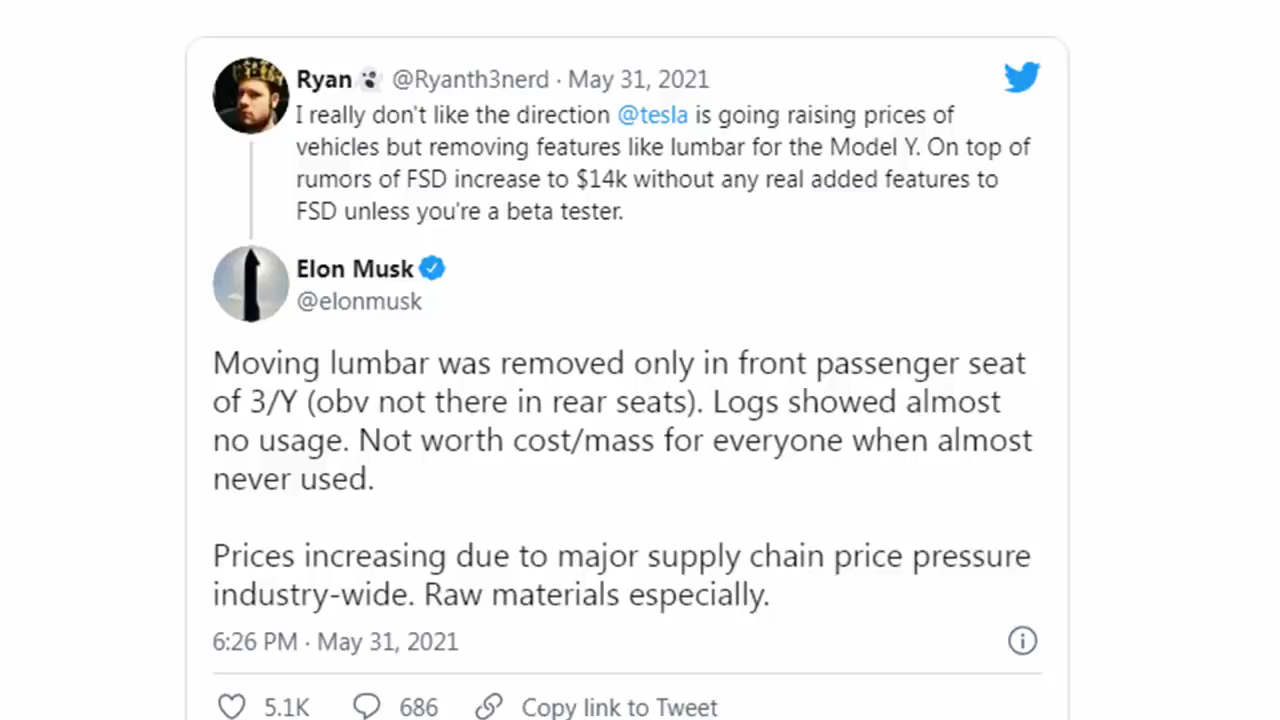 Ryan @Ryanth3nerd · May 31, 2021
I really don't like the direction @tesla is going raising prices of
vehicles but removing features like lumbar for the Model Y. On top of
rumors of FSD increase to $14k without any real added features to
FSD unless you're a beta tester.
Elon Musk
@elonmusk
Moving lumbar was removed only in front passenger seat
of 3/Y (obv not there in rear seats). Logs showed almost
no usage. Not worth cost/mass for everyone when almost
never used.
Prices increasing due to major supply chain price pressure
industry-wide. Raw materials especially.
6:26 PM · May 31, 2021
5.1K 686 Copy link to Tweet